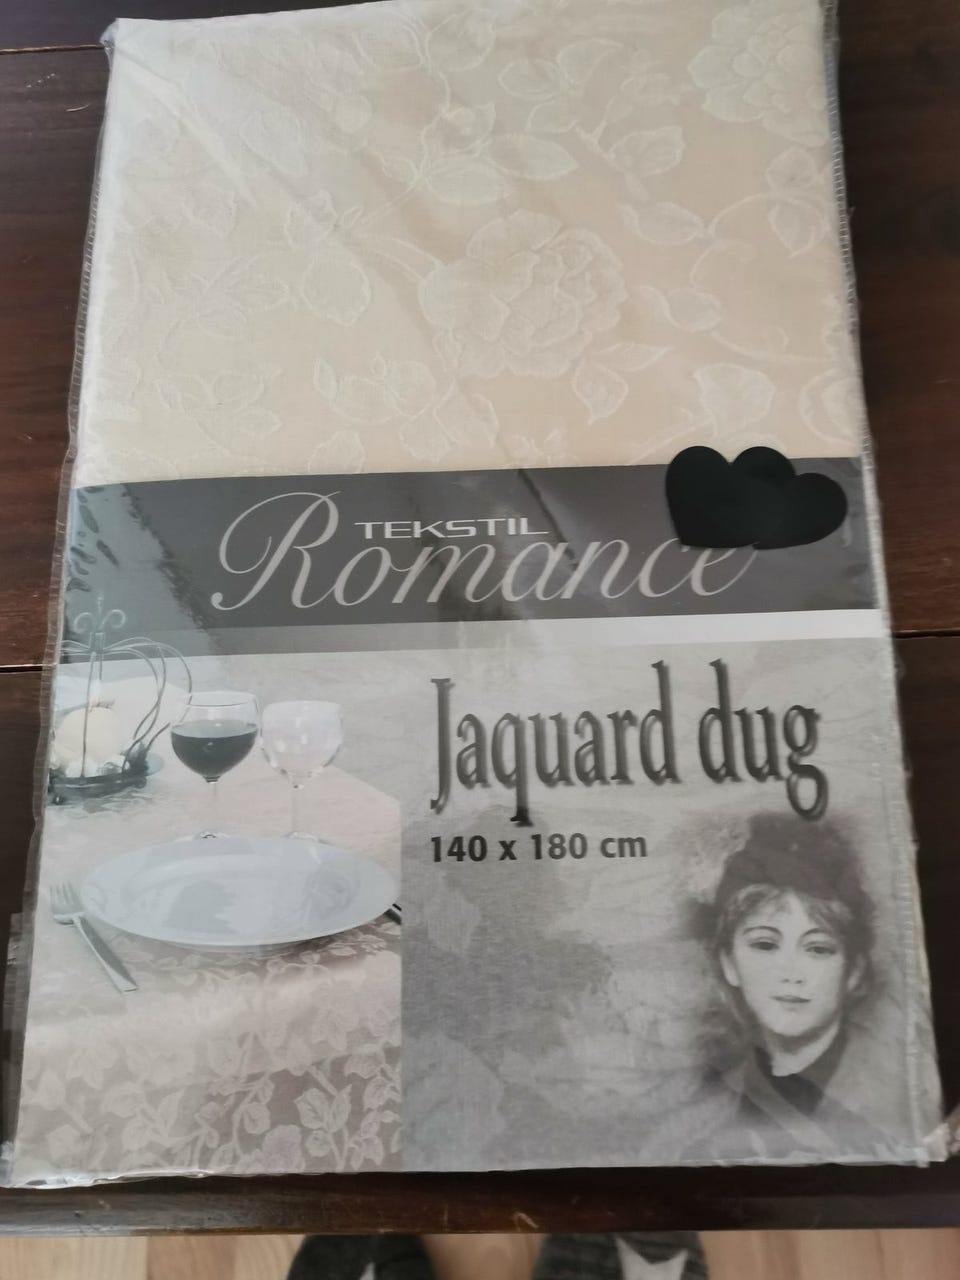 TEKSTIL
Romance
Jaquard dug
140 x 180 cm